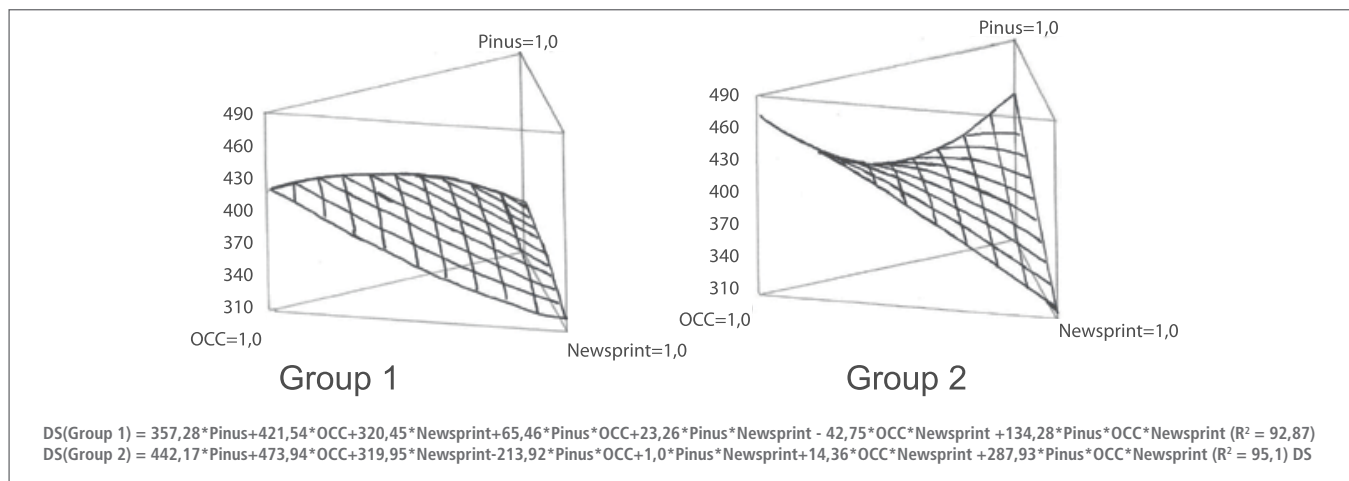 Pinus=1,0
490
460
430
400
370
340
310
OCC=1,0
Newsprint=1,0
Group 1
Pinus=1,0
490
460
430
400
370
340
310
OCC=1,0
Newsprint=1,0
Group 2
DS(Group 1) = 357,28*Pinus+421,54*OCC+320,45*Newsprint+65,46*Pinus*OCC+23,26*Pinus*Newsprint - 42,75*OCC*Newsprint +134,28*Pinus*OCC*Newsprint (R² = 92,87)
DS(Group 2) = 442,17*Pinus+473,94*OCC+319,95*Newsprint-213,92*Pinus*OCC+1,0*Pinus*Newsprint+14,36*OCC*Newsprint +287,93*Pinus*OCC*Newsprint (R² = 95,1) DS